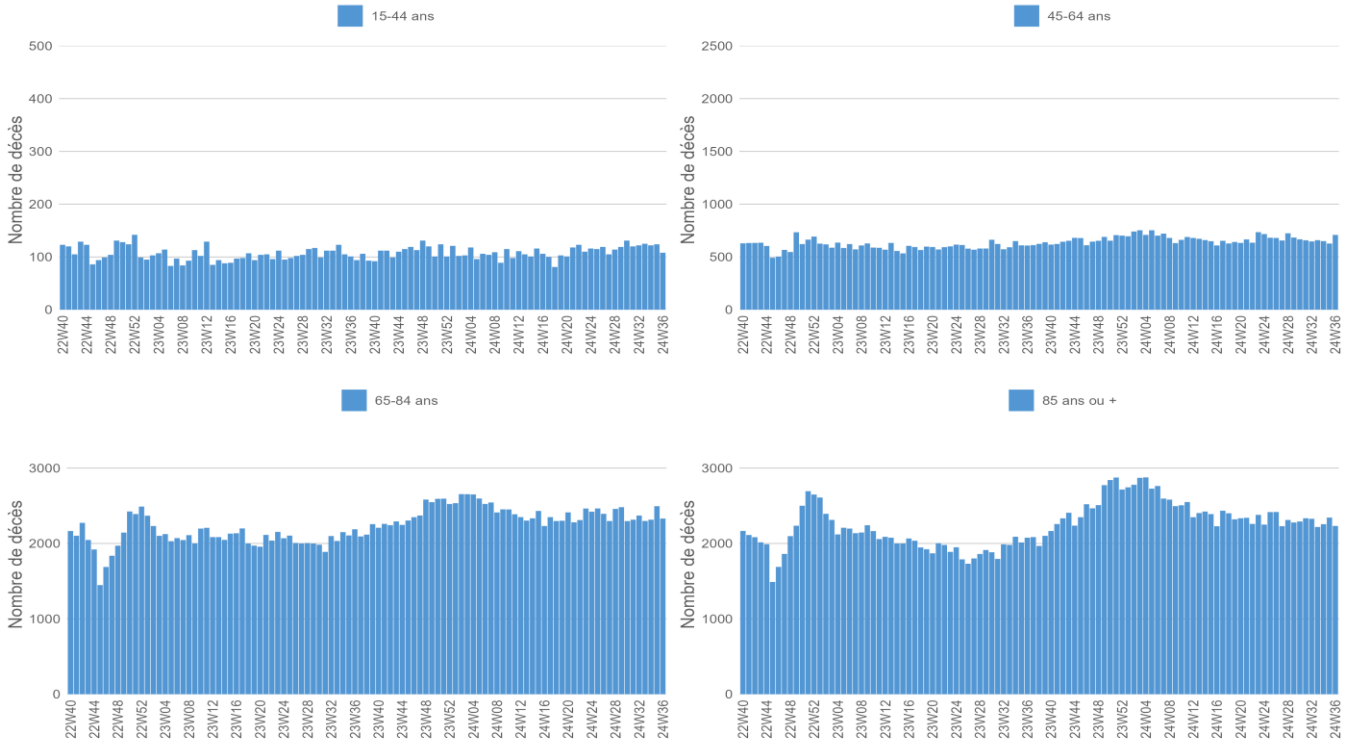 15-44 ans
Nombre de décès
500
400
300
200
100
0
22W40
22W44
22W48
22W52
23W04
23W08
23W12
23W16
23W20
23W24
23W28
23W32
23W36
23W40
23W44
23W48
23W52
24W04
24W08
24W12
24W16
24W20
24W24
24W28
24W32
24W36
45-64 ans
Nombre de décès
2500
2000
1500
1000
500
0
22W40
22W44
22W48
22W52
23W04
23W08
23W12
23W16
23W20
23W24
23W28
23W32
23W36
23W40
23W44
23W48
23W52
24W04
24W08
24W12
24W16
24W20
24W24
24W28
24W32
24W36
65-84 ans
Nombre de décès
3000
2000
1000
0
22W40
22W44
22W48
22W52
23W04
23W08
23W12
23W16
23W20
23W24
23W28
23W32
23W36
23W40
23W44
23W48
23W52
24W04
24W08
24W12
24W16
24W20
24W24
24W28
24W32
24W36
85 ans ou +
Nombre de décès
3000
2000
1000
0
22W40
22W44
22W48
22W52
23W04
23W08
23W12
23W16
23W20
23W24
23W28
23W32
23W36
23W40
23W44
23W48
23W52
24W04
24W08
24W12
24W16
24W20
24W24
24W28
24W32
24W36